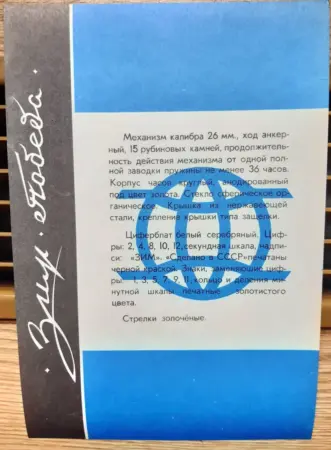 Зим. Победа.
Механизм калибра 26 мм., ход анкер-
ный, 15 рубиновых камней, продолжитель-
ность действия механизма от одной пол-
ной заводки пружины не менее 36 часов.
Корпус часов круглый, анодированный
под цвет золота. Стекло сферическое ор-
ганическое. Крышка из нержавеющей
стали, крепление крышки типа защелки.
Циферблат белый серебряный. Циф-
ры: 2, 4, 8, 10, 12, секундная шкала, надпи-
си: «ЗИМ». «Сделано в СССР» печатаны
черной краской. Знаки, заменяющие циф-
ры: 1, 3, 5, 7, 9, 11, кольцо и деления ми-
нутной шкалы печатные золотистого
цвета.
Стрелки золочёные.